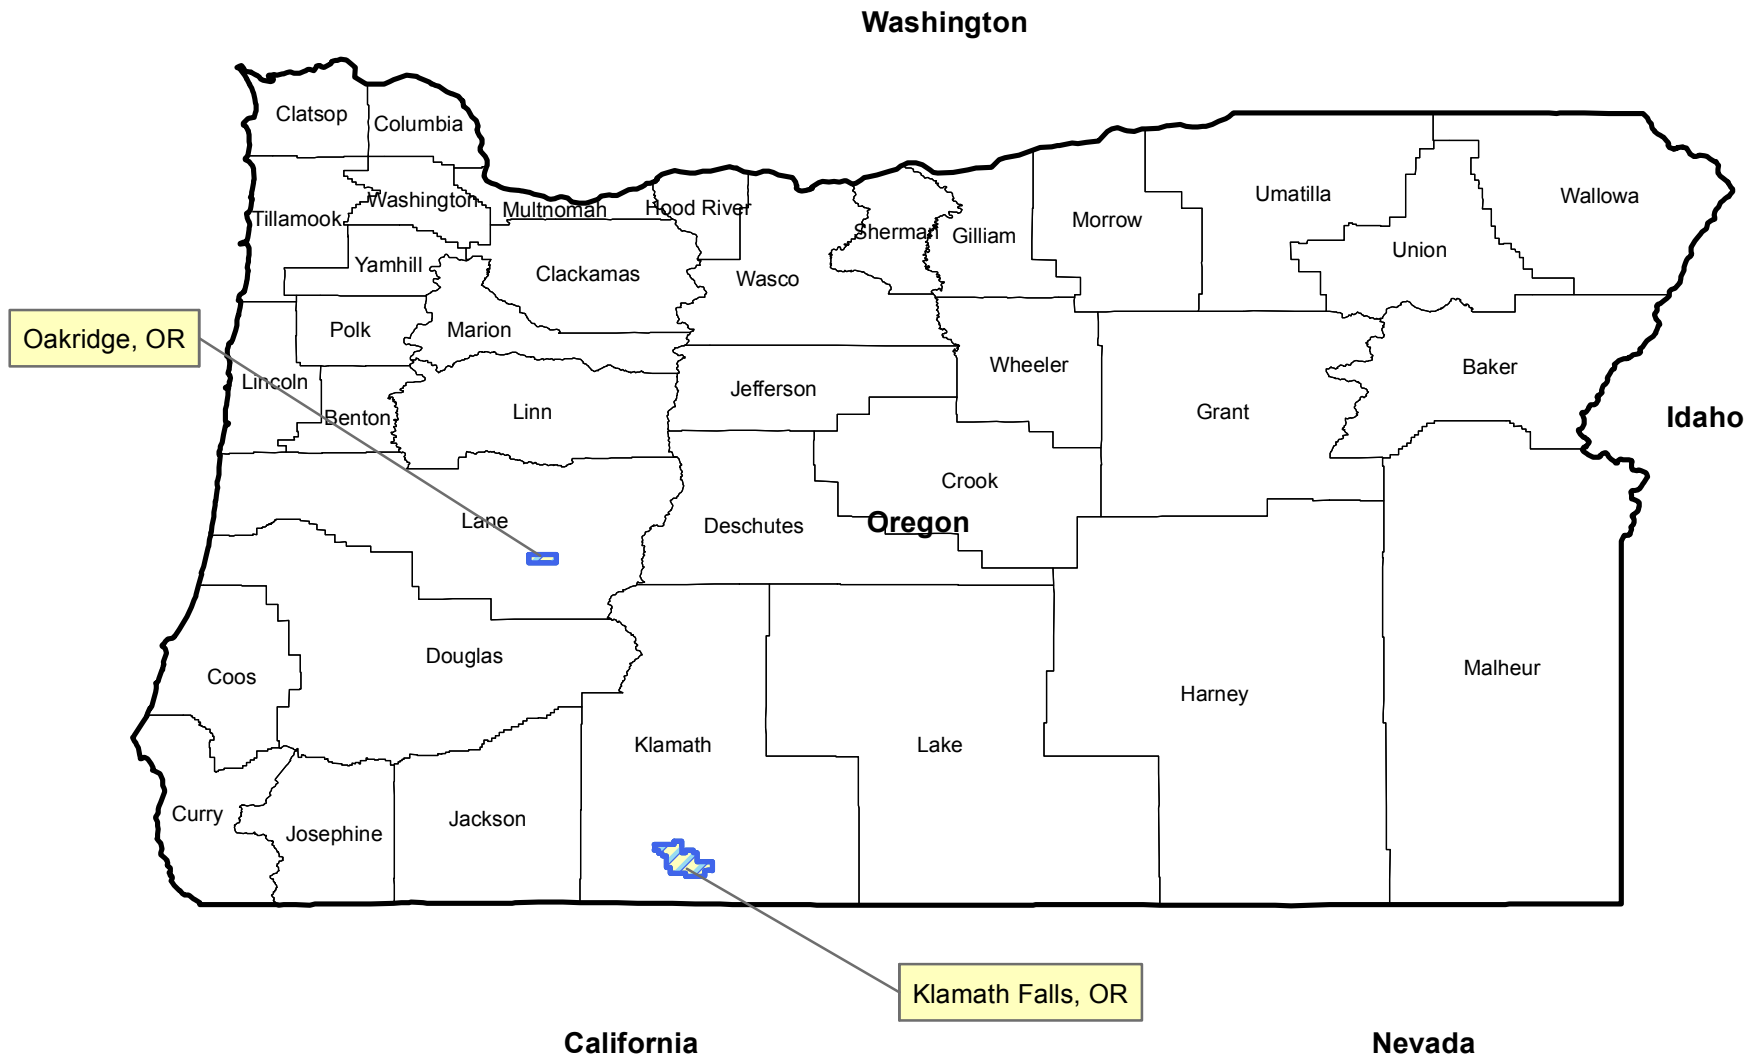 Washington
Clatsop
Columbia
Washington
Tillamook
Multnomah
Hood River
Sherman
Gilliam
Morrow
Umatilla
Wallowa
Union
Yamhill
Clackamas
Wasco
Oakridge, OR
Polk
Marion
Wheeler
Baker
Lincoln
Benton
Linn
Jefferson
Grant
Idaho
Crook
Lane
Deschutes
Oregon
Douglas
Coos
Malheur
Harney
Klamath
Lake
Curry
Josephine
Jackson
Klamath Falls, OR
California
Nevada